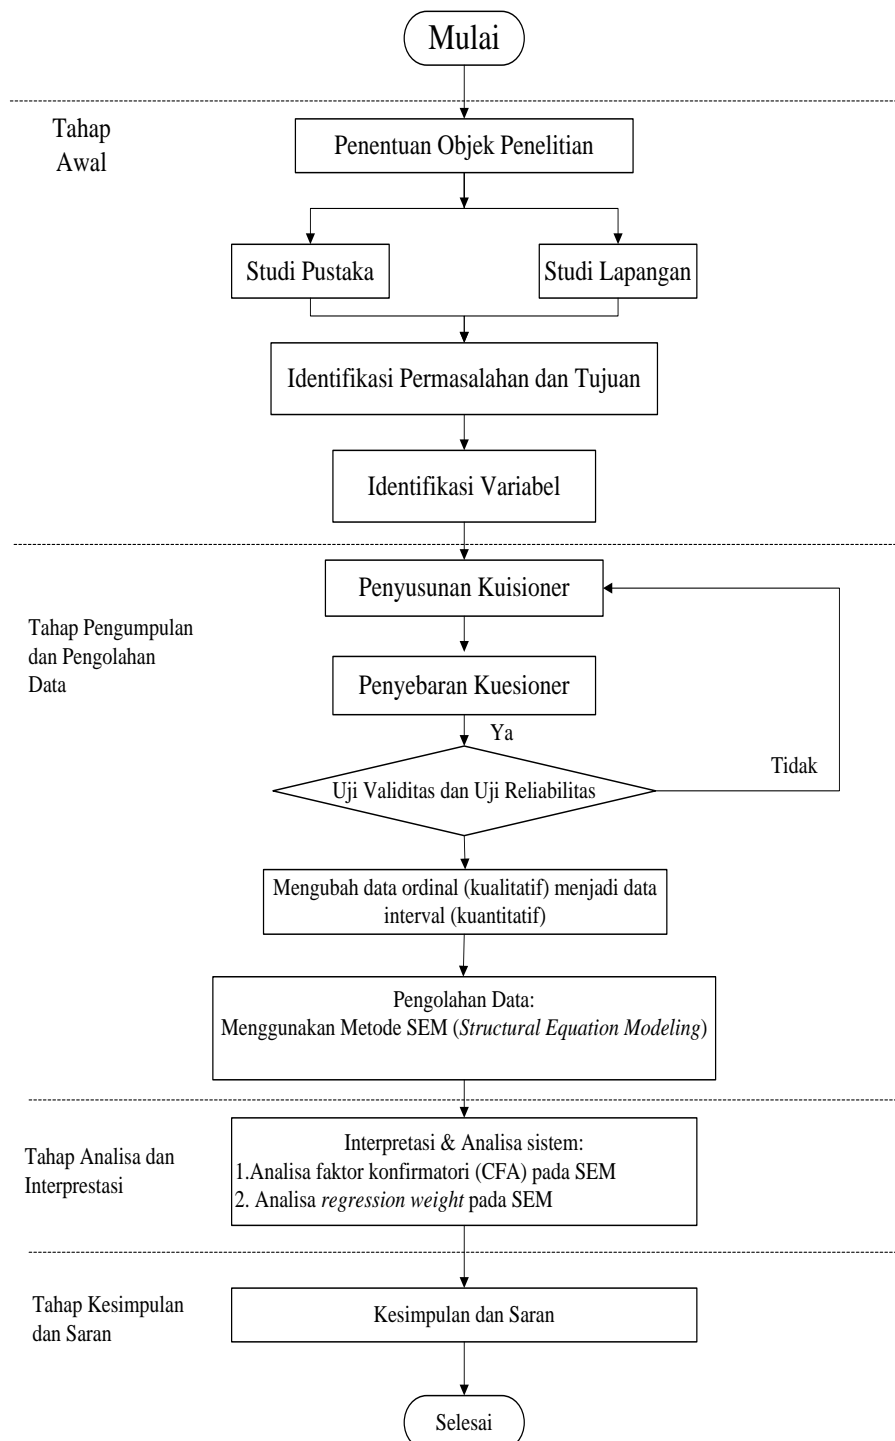 Mulai
Tahap
Awal
Penentuan Objek Penelitian
Studi Pustaka
Studi Lapangan
Identifikasi Permasalahan dan Tujuan
Identifikasi Variabel
Tahap Pengumpulan
dan Pengolahan
Data
Penyusunan Kuisioner
Penyebaran Kuesioner
Ya
Tidak
Uji Validitas dan Uji Reliabilitas
Mengubah data ordinal (kualitatif) menjadi data
interval (kuantitatif)
Pengolahan Data:
Menggunakan Metode SEM (Structural Equation Modeling)
Tahap Analisa dan
Interprestasi
Interpretasi & Analisa sistem:
1.Analisa faktor konfirmatori (CFA) pada SEM
2. Analisa regression weight pada SEM
Tahap Kesimpulan
dan Saran
Kesimpulan dan Saran
Selesai